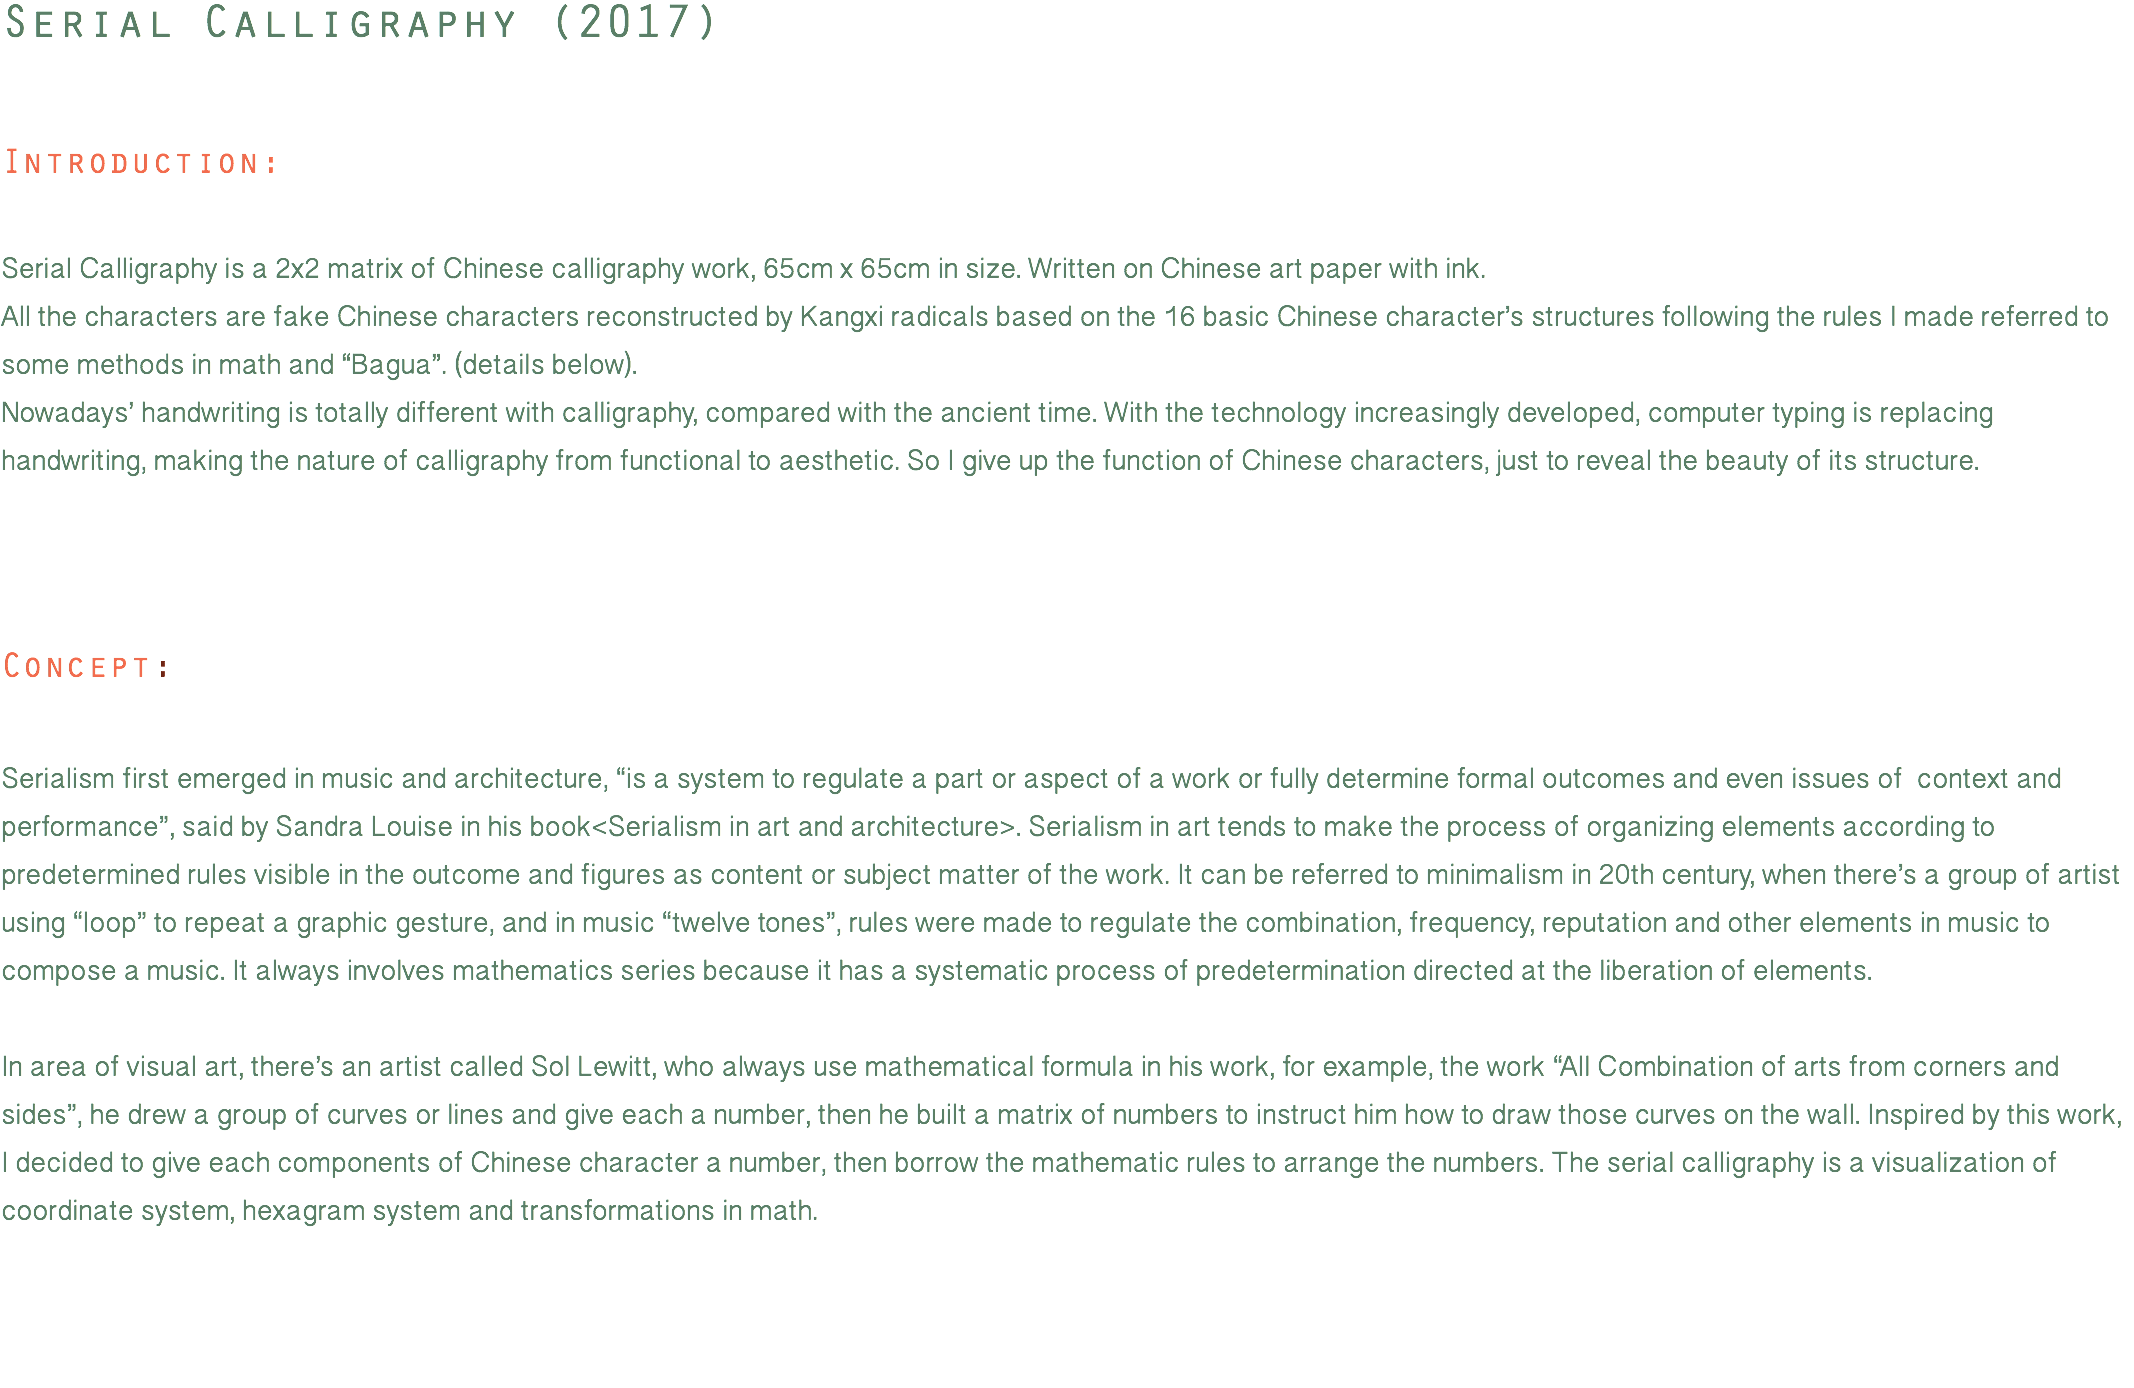 Serial Calligraphy (2017)
Introduction:
Serial Calligraphy is a 2x2 matrix of Chinese calligraphy work, 65cm x 65cm in size. Written on Chinese art paper with ink.
All the characters are fake Chinese characters reconstructed by Kangxi radicals based on the 16 basic Chinese character’s structures following the rules I made referred to
some methods in math and “Bagua”. (details below).
Nowadays’ handwriting is totally different with calligraphy, compared with the ancient time. With the technology increasingly developed, computer typing is replacing
handwriting, making the nature of calligraphy from functional to aesthetic. So I give up the function of Chinese characters, just to reveal the beauty of its structure.
Concept:
Serialism first emerged in music and architecture, “is a system to regulate a part or aspect of a work or fully determine formal outcomes and even issues of  context and
performance”, said by Sandra Louise in his book<Serialism in art and architecture>. Serialism in art tends to make the process of organizing elements according to
predetermined rules visible in the outcome and figures as content or subject matter of the work. It can be referred to minimalism in 20th century, when there’s a group of artist
using “loop” to repeat a graphic gesture, and in music “twelve tones”, rules were made to regulate the combination, frequency, reputation and other elements in music to
compose a music. It always involves mathematics series because it has a systematic process of predetermination directed at the liberation of elements.
In area of visual art, there’s an artist called Sol Lewitt, who always use mathematical formula in his work, for example, the work “All Combination of arts from corners and
sides”, he drew a group of curves or lines and give each a number, then he built a matrix of numbers to instruct him how to draw those curves on the wall. Inspired by this work,
I decided to give each components of Chinese character a number, then borrow the mathematic rules to arrange the numbers. The serial calligraphy is a visualization of
coordinate system, hexagram system and transformations in math.